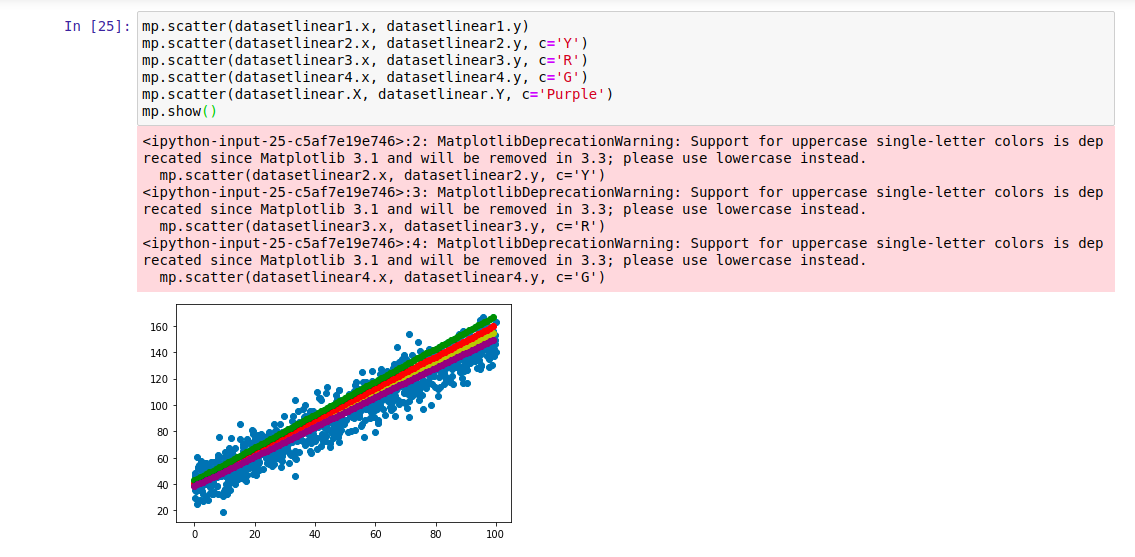 In [25]: mp.scatter(datasetlinear1.x, datasetlinear1.y)
mp.scatter(datasetlinear2.x, datasetlinear2.y, c='Y')
mp.scatter(datasetlinear3.x, datasetlinear3.y, c='R')
mp.scatter(datasetlinear4.x, datasetlinear4.y, c='G')
mp.scatter(datasetlinear.X, datasetlinear.Y, c='Purple')
mp.show()
<ipython-input-25-c5af7e19e746>:2: MatplotlibDeprecationWarning: Support for uppercase single-letter colors is dep
recated since Matplotlib 3.1 and will be removed in 3.3; please use lowercase instead.
  mp.scatter(datasetlinear2.x, datasetlinear2.y, c='Y')
<ipython-input-25-c5af7e19e746>:3: MatplotlibDeprecationWarning: Support for uppercase single-letter colors is dep
recated since Matplotlib 3.1 and will be removed in 3.3; please use lowercase instead.
  mp.scatter(datasetlinear3.x, datasetlinear3.y, c='R')
<ipython-input-25-c5af7e19e746>:4: MatplotlibDeprecationWarning: Support for uppercase single-letter colors is dep
recated since Matplotlib 3.1 and will be removed in 3.3; please use lowercase instead.
  mp.scatter(datasetlinear4.x, datasetlinear4.y, c='G')
160
140
120
100
80
60
40
20
0 20 40 60 80 100